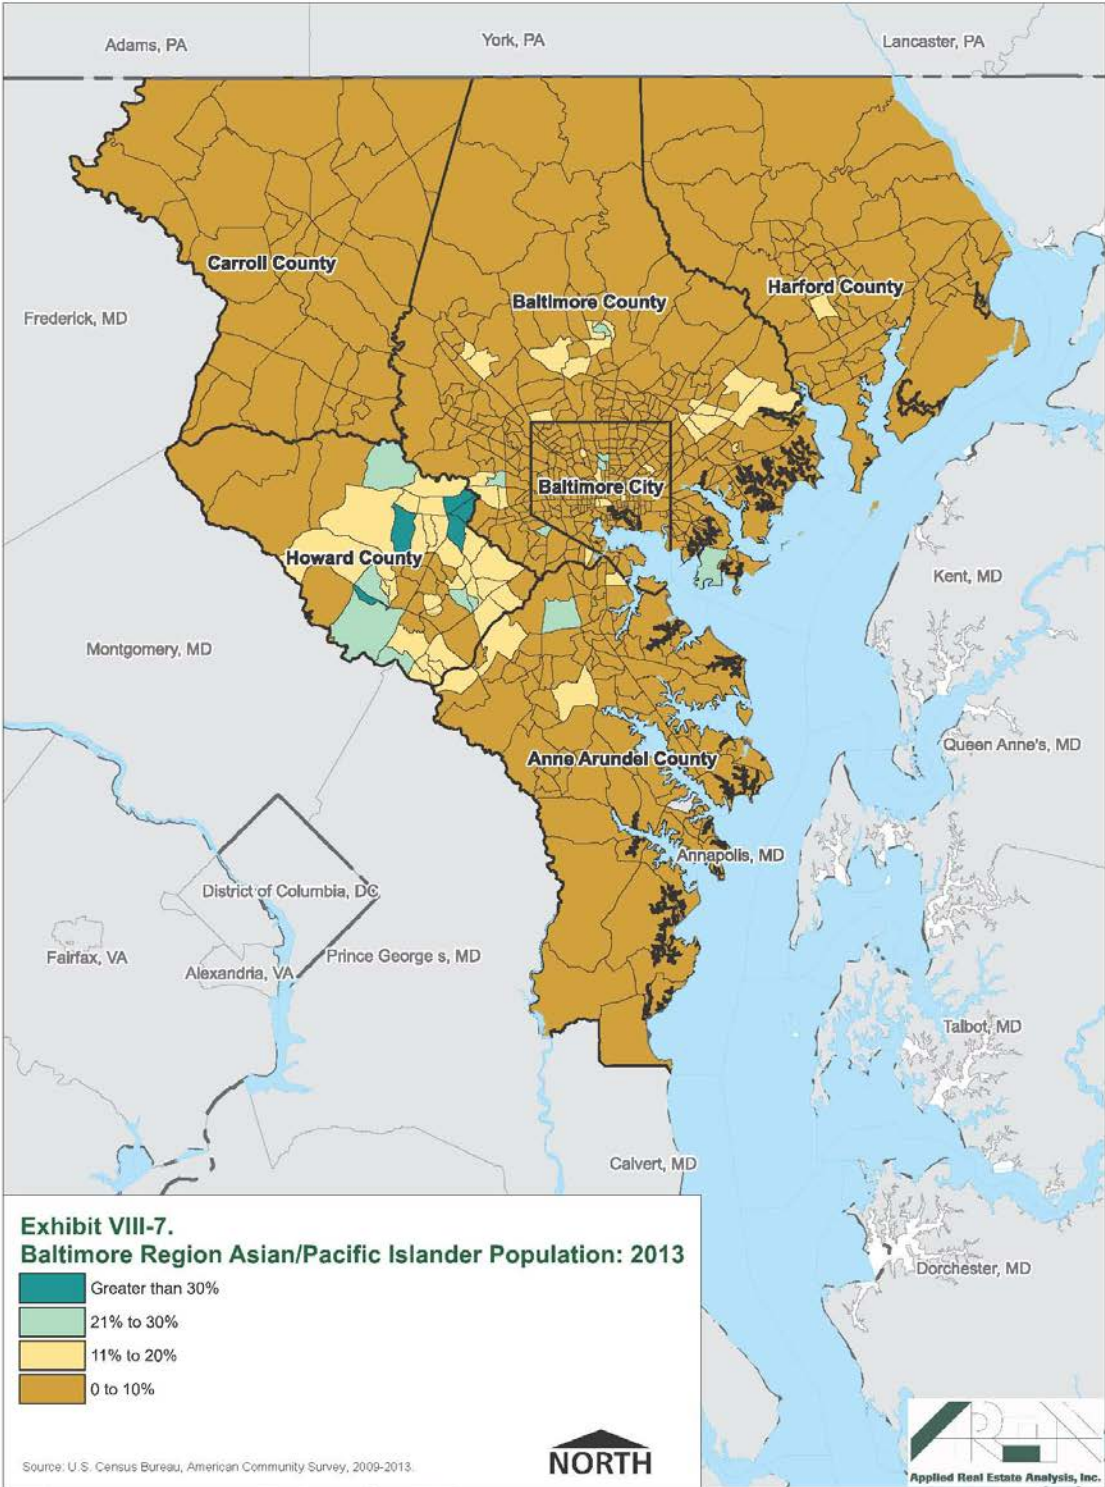 Adams, PA
York, PA
Lancaster, PA
Carroll County
Harford County
Baltimore County
Frederick, MD
Baltimore City
Howard County
Kent, MD
Montgomery, MD
Queen Anne's, MD
Anne Arundel County
Annapolis, MD
District of Columbia, DC
Fairfax, VA
Prince George s, MD
Alexandria, VA
Talbot, MD
Calvert, MD
Dorchester, MD
Exhibit VIII-7.
Baltimore Region Asian/Pacific Islander Population: 2013
Greater than 30%
21% to 30%
11% to 20%
0 to 10%
NORTH
Source: U.S. Census Bureau, American Community Survey, 2009-2013.
Applied Real Estate Analysis, Inc.